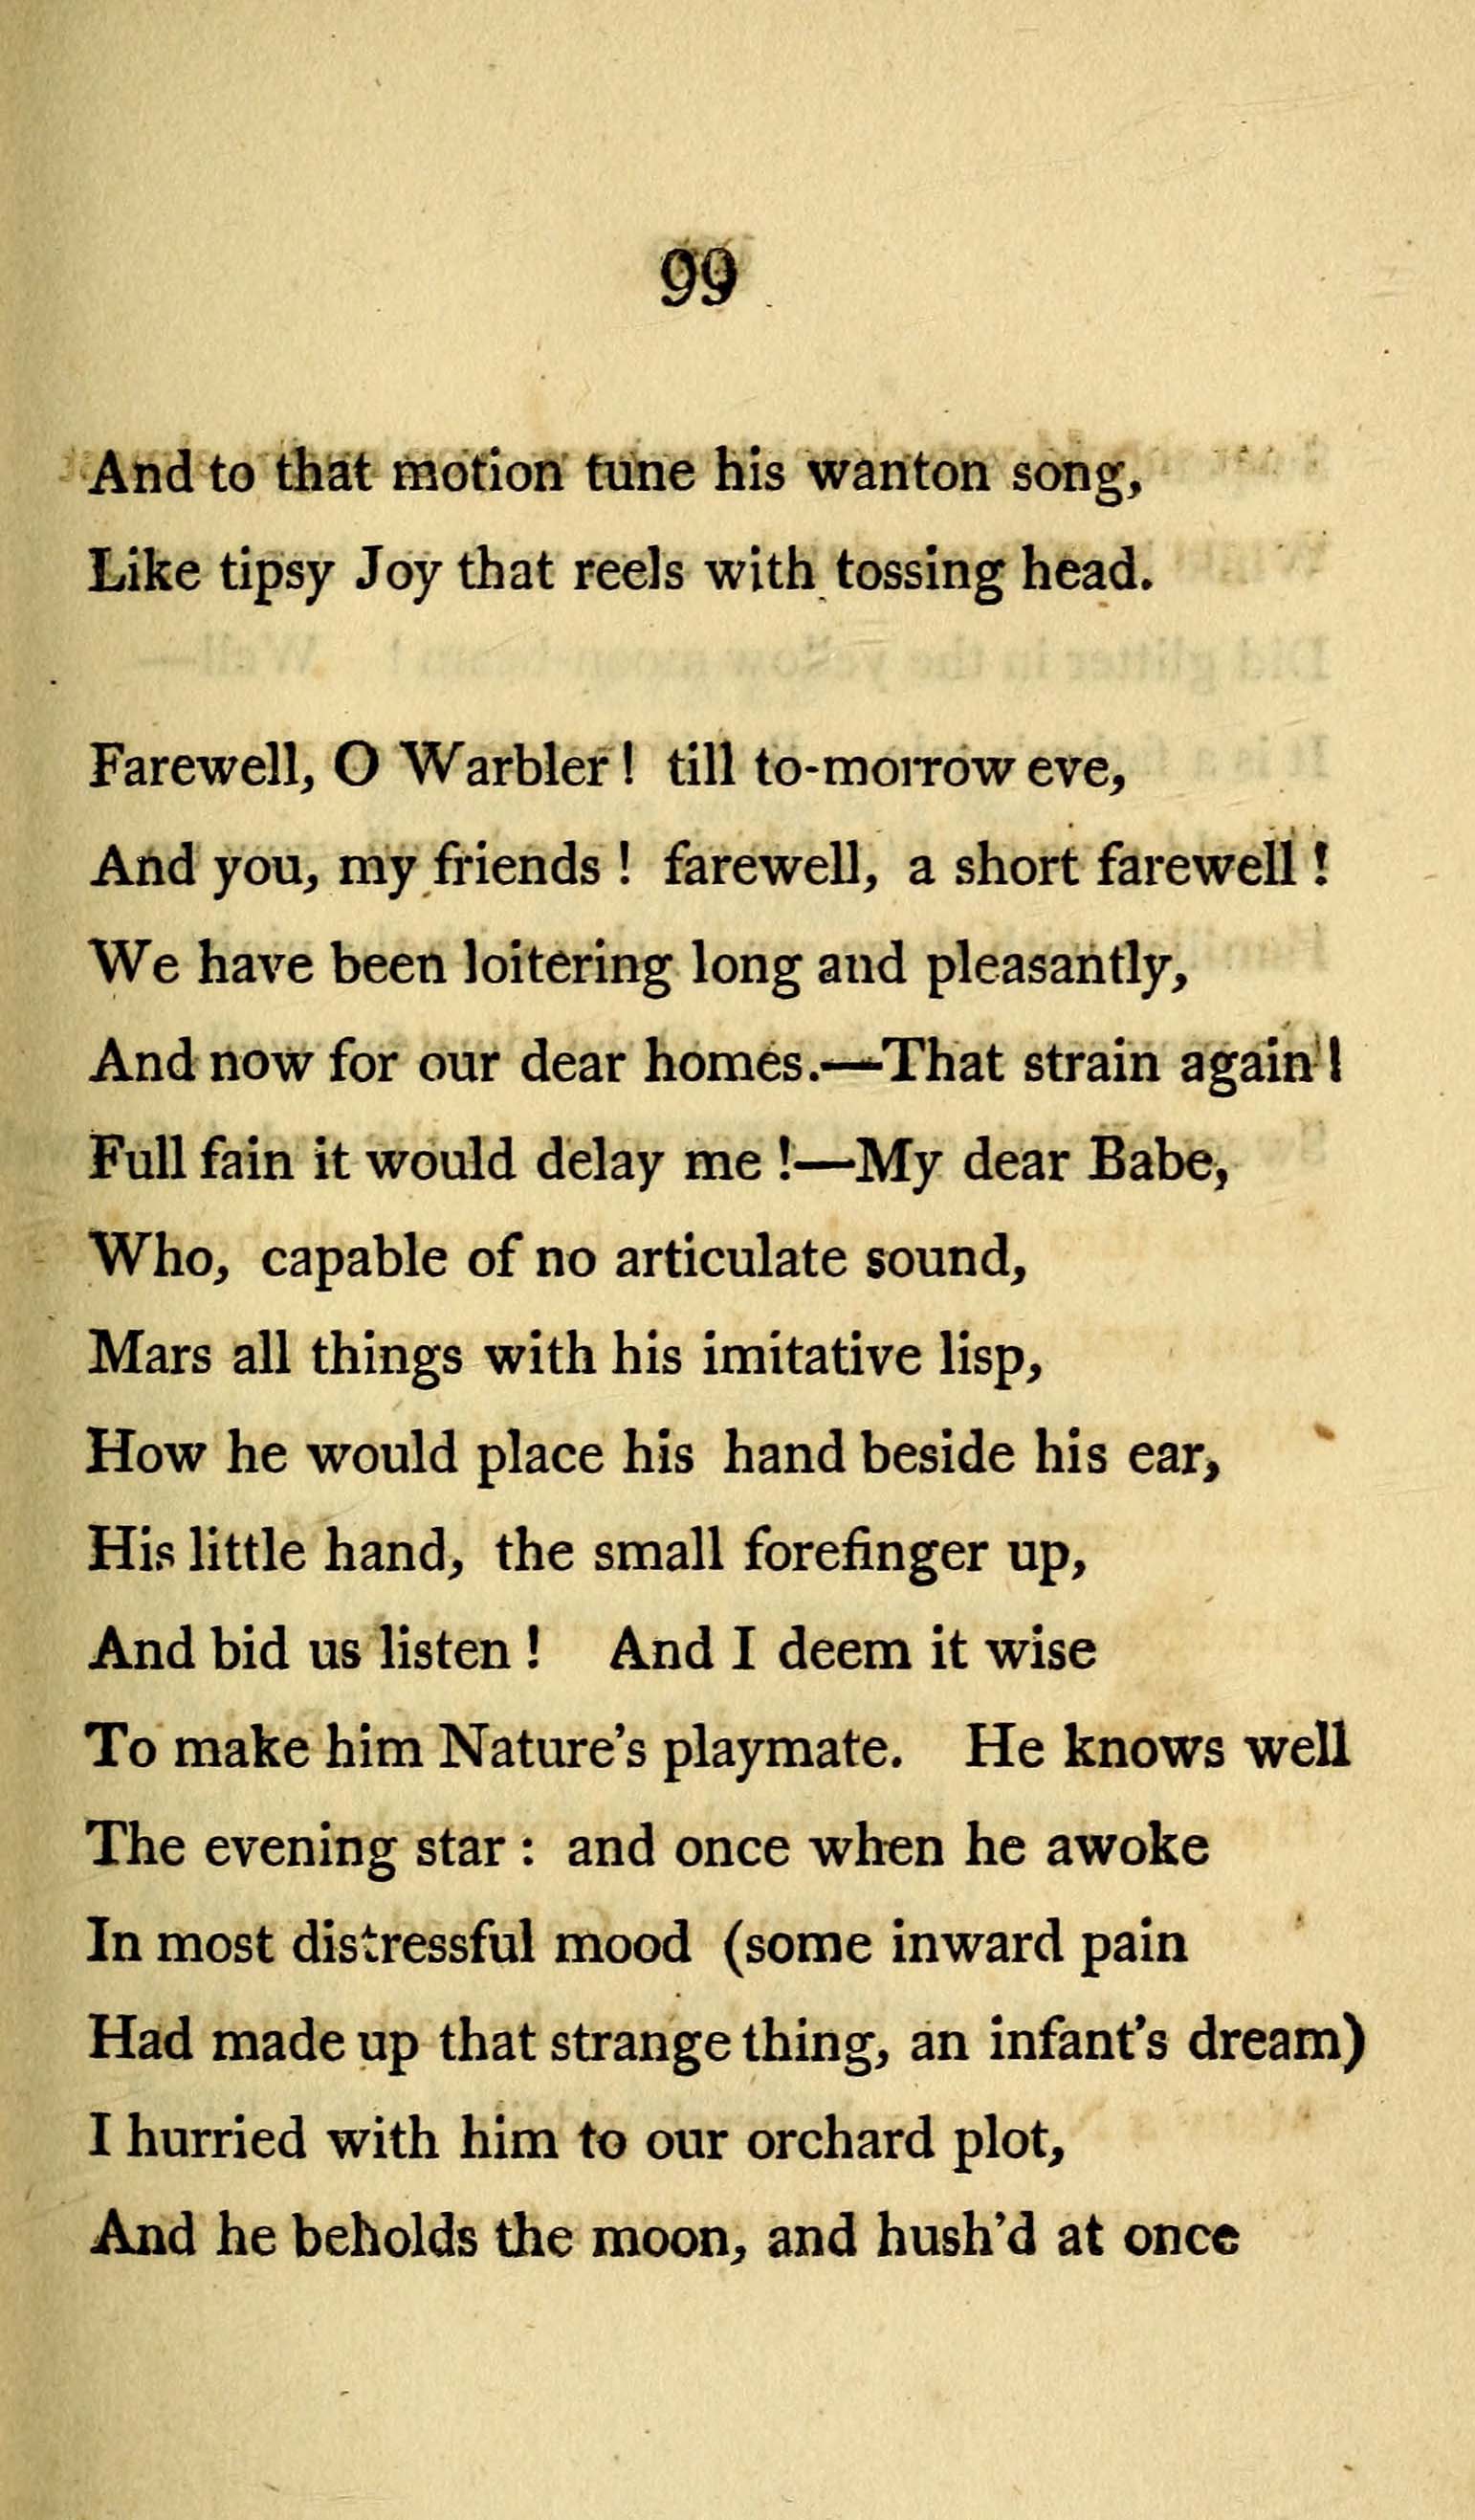 99
And to that motion tune his wanton song,
Like tipsy Joy that reels with tossing head.
Farewell, O Warbler! till to-morrow eve,
And you, my friends! farewell, a short farewell!
We have been loitering long and pleasantly,
And now for our dear homes.—That strain again!
Full fain it would delay me!—My dear Babe,
Who, capable of no articulate sound,
Mars all things with his imitative lisp,
How he would place his hand beside his ear,
His little hand, the small forefinger up,
And bid us listen! And I deem it wise
To make him Nature's playmate. He knows well
The evening star: and once when he awoke
In most distressful mood (some inward pain
Had made up that strange thing, an infant's dream)
I hurried with him to our orchard plot,
And he beholds the moon, and hush'd at once